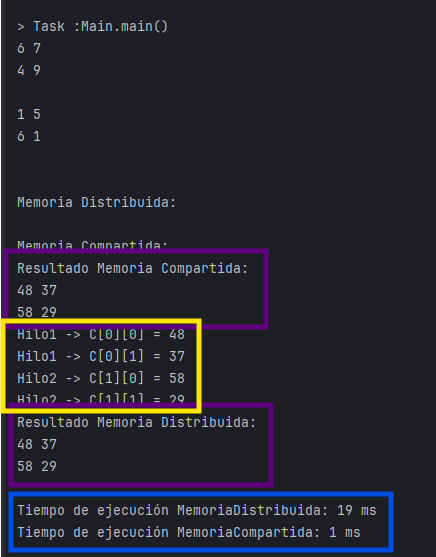 > Task :Main.main()
6 7
4 9
1 5
6 1
Memoria Distribuida:
Memoria Compartida:
Resultado Memoria Compartida:
48 37
58 29
Hilo1 -> C[0][0] = 48
Hilo1 -> C[0][1] = 37
Hilo2 -> C[1][0] = 58
Hilo2 -> C[1][1] = 29
Resultado Memoria Distribuida:
48 37
58 29
Tiempo de ejecución MemoriaDistribuida: 19 ms
Tiempo de ejecución MemoriaCompartida: 1 ms